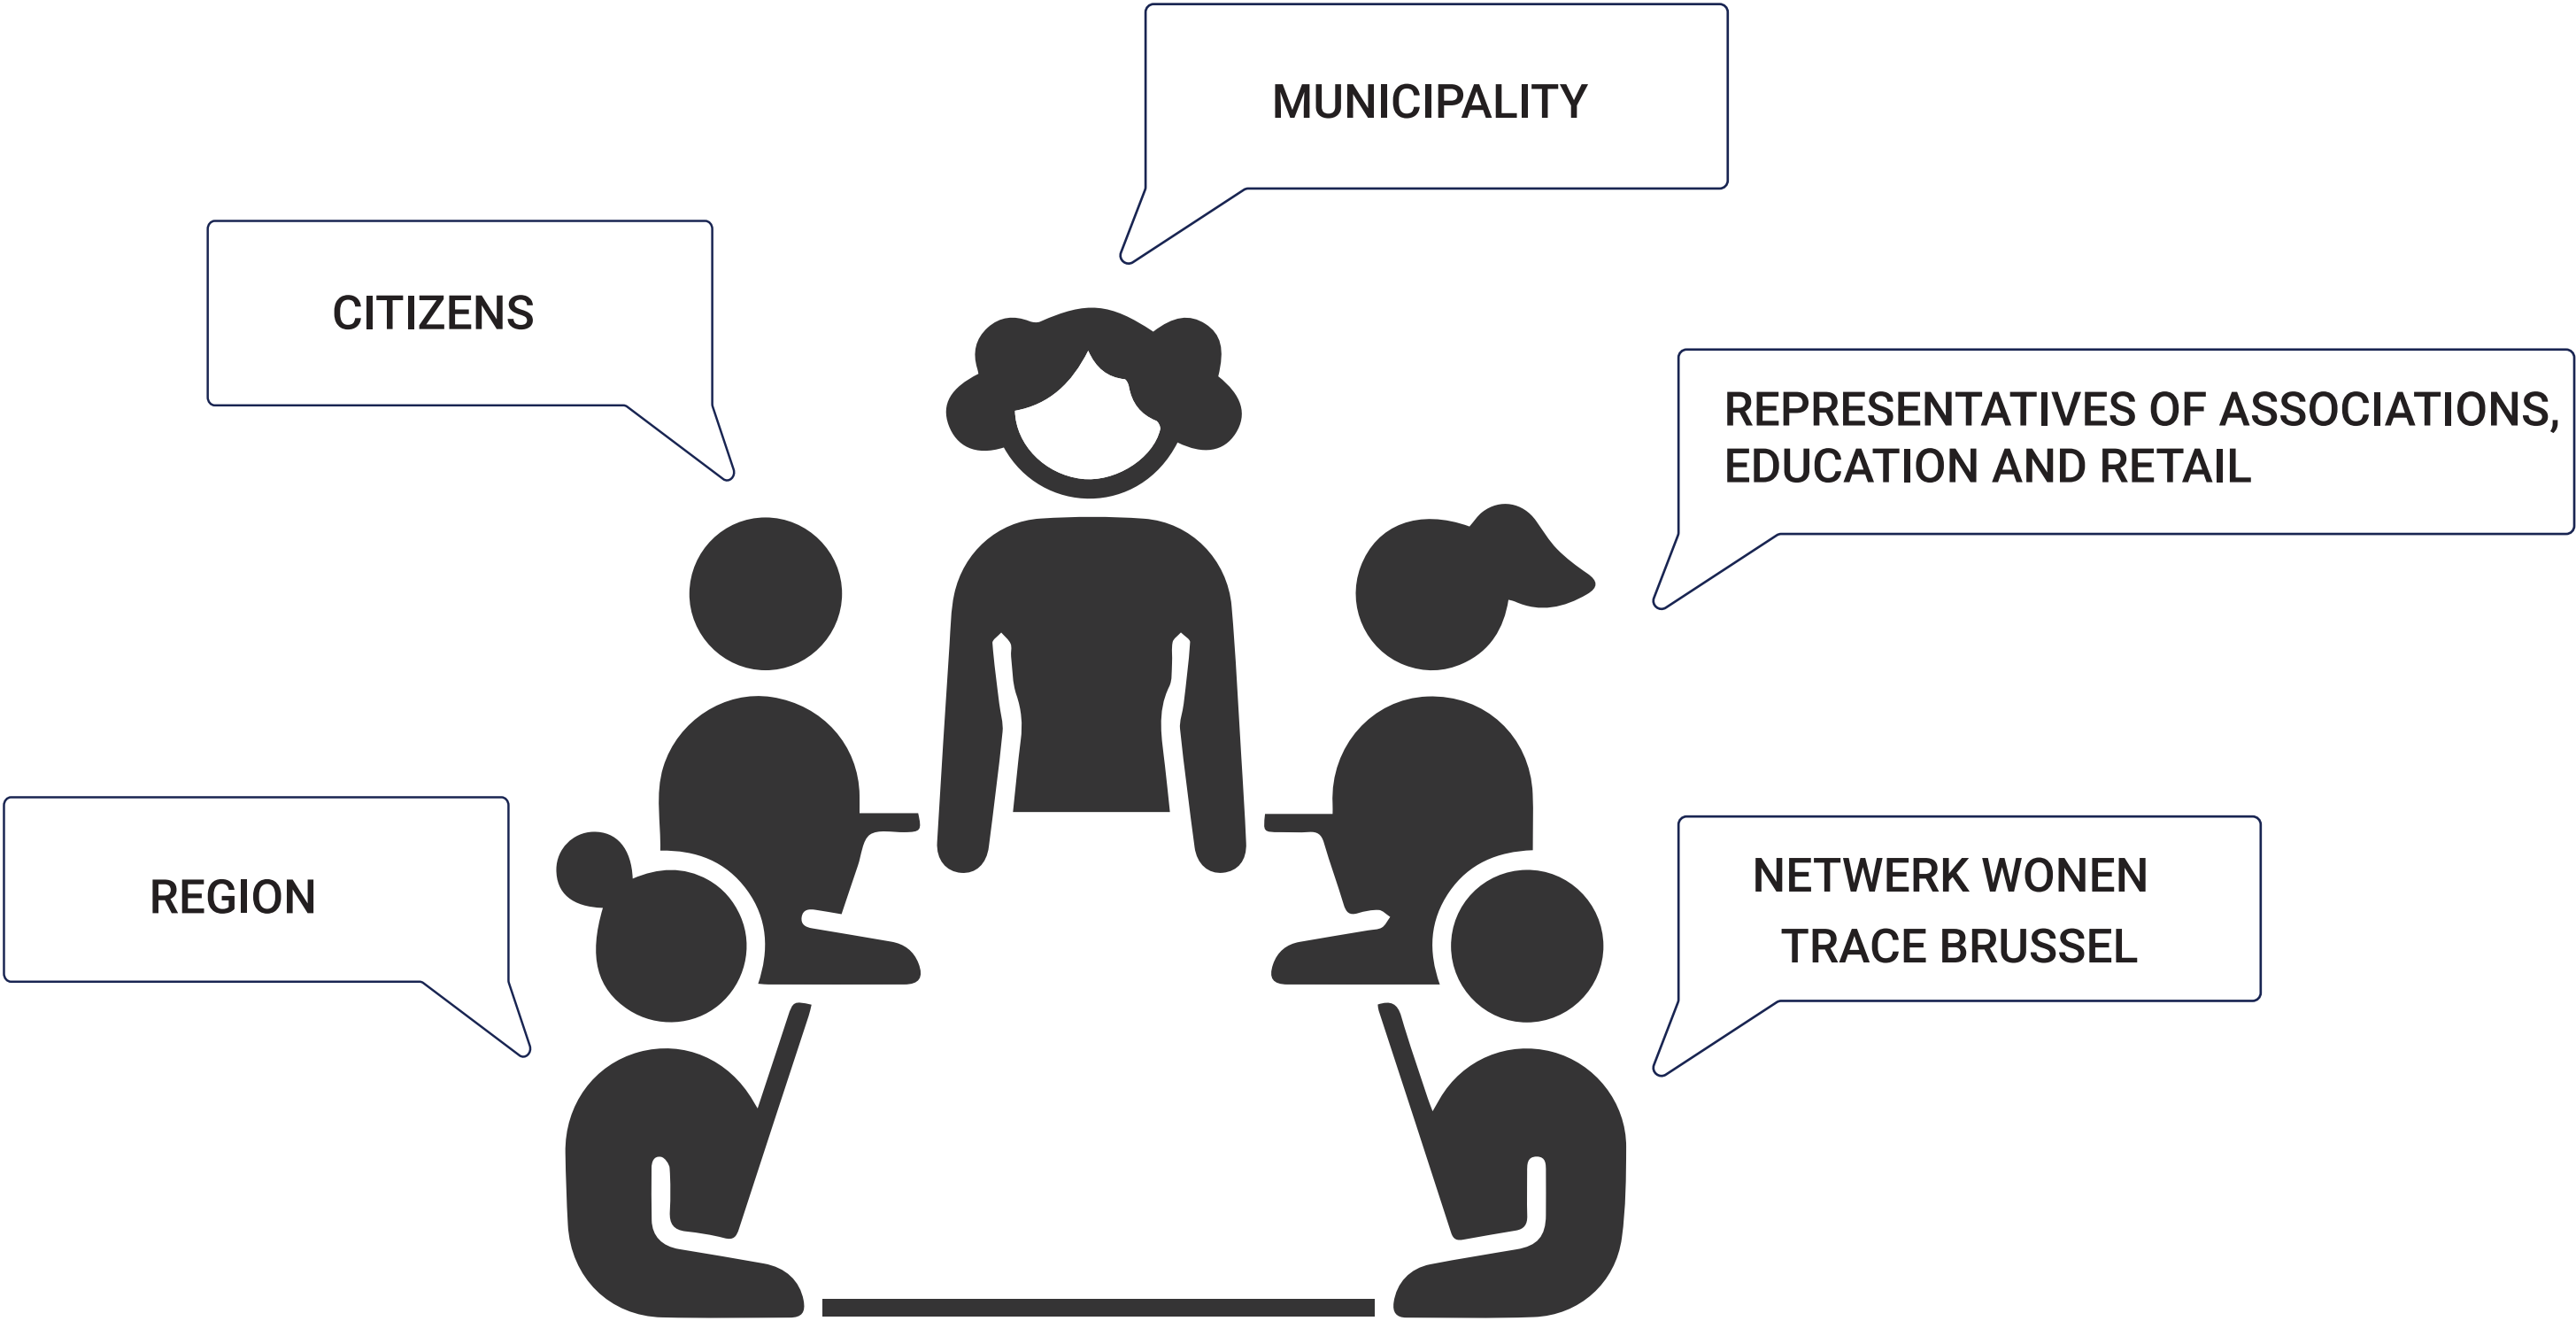 MUNICIPALITY
CITIZENS
REPRESENTATIVES OF ASSOCIATIONS,
EDUCATION AND RETAIL
REGION
NETWERK WONEN
TRACE BRUSSEL